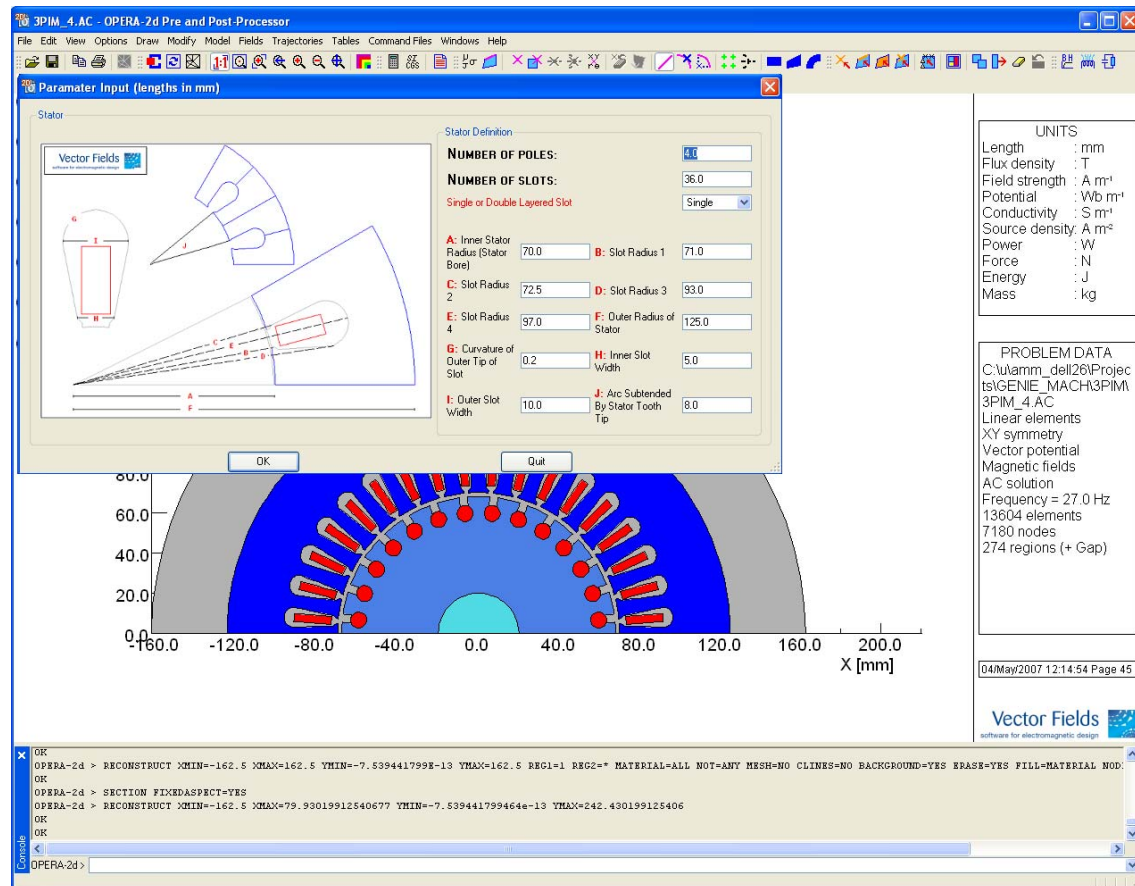 3PIM_4.AC - OPERA-2d Pre and Post-Processor
File Edit View Options Draw Modify Model Fields Trajectories Tables Command Files Windows Help
Paramater Input (lengths in mm)
Stator
Vector Fields
software for electromagnetic design
G
I
H
J
C
E
B
D
A
F
Stator Definition
NUMBER OF POLES: 4.0
NUMBER OF SLOTS: 36.0
Single or Double Layered Slot Single
A: Inner Stator Radius (Stator Bore) 70.0 B: Slot Radius 1 71.0
C: Slot Radius 2 72.5 D: Slot Radius 3 93.0
E: Slot Radius 4 97.0 F: Outer Radius of Stator 125.0
G: Curvature of Outer Tip of Slot 0.2 H: Inner Slot Width 5.0
I: Outer Slot Width 10.0 J: Arc Subtended By Stator Tooth Tip 8.0
OK Quit
80.0
60.0
40.0
20.0
0.0
-160.0 -120.0 -80.0 -40.0 0.0 40.0 80.0 120.0 160.0 200.0
X [mm]
UNITS
Length : mm
Flux density : T
Field strength : A m⁻¹
Potential : Wb m⁻¹
Conductivity : S m⁻¹
Source density: A m⁻²
Power : W
Force : N
Energy : J
Mass : kg
PROBLEM DATA
C:\u\amm_dell26\Projec
ts\GENIE_MACH\3PIM\
3PIM_4.AC
Linear elements
XY symmetry
Vector potential
Magnetic fields
AC solution
Frequency = 27.0 Hz
13604 elements
7180 nodes
274 regions (+ Gap)
04/May/2007 12:14:54 Page 45
Vector Fields
software for electromagnetic design
Console
OK
OPERA-2d > RECONSTRUCT XMIN=-162.5 XMAX=162.5 YMIN=-7.539441799E-13 YMAX=162.5 REG1=1 REG2=* MATERIAL=ALL NOT=ANY MESH=NO CLINES=NO BACKGROUND=YES ERASE=YES FILL=MATERIAL NOD
OK
OPERA-2d > SECTION FIXEDASPECT=YES
OPERA-2d > RECONSTRUCT XMIN=-162.5 XMAX=79.93019912540677 YMIN=-7.539441799464e-13 YMAX=242.430199125406
OK
OK
OPERA-2d >